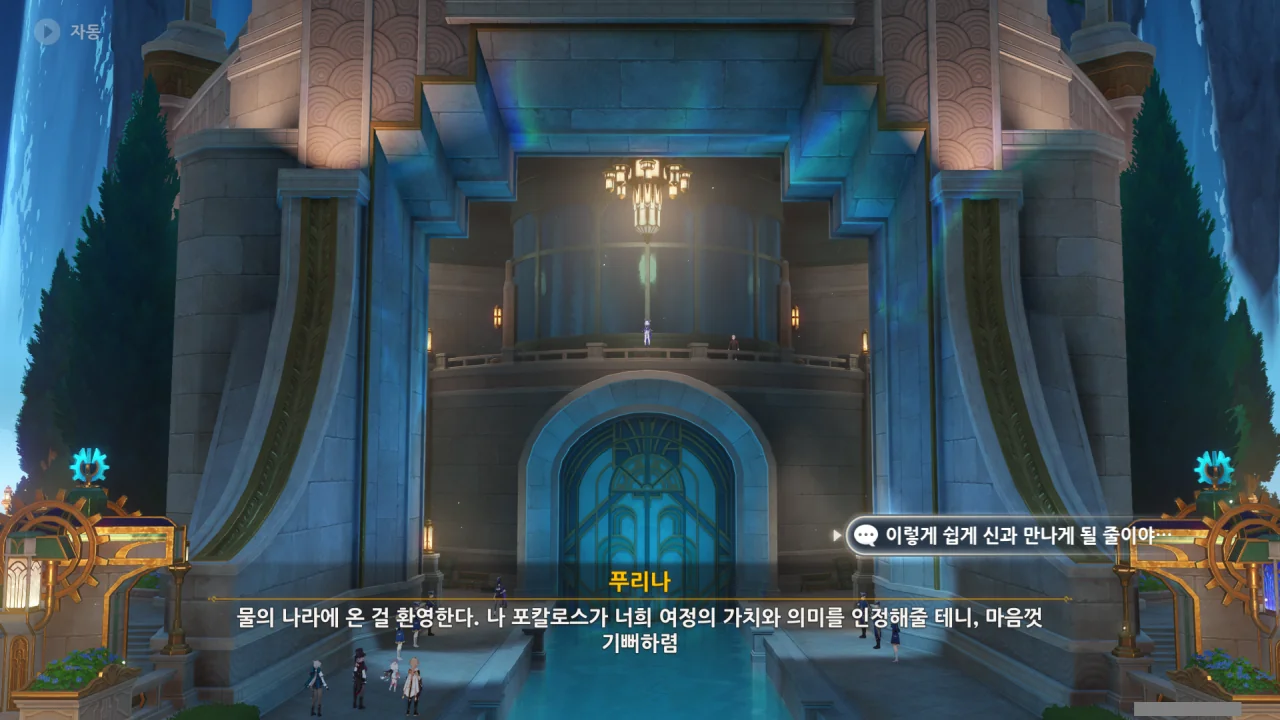 자동
이렇게 쉽게 신과 만나게 될 줄이야…
푸리나
물의 나라에 온 걸 환영한다. 나 포칼로스가 너희 여정의 가치와 의미를 인정해줄 테니, 마음껏
기뻐하렴